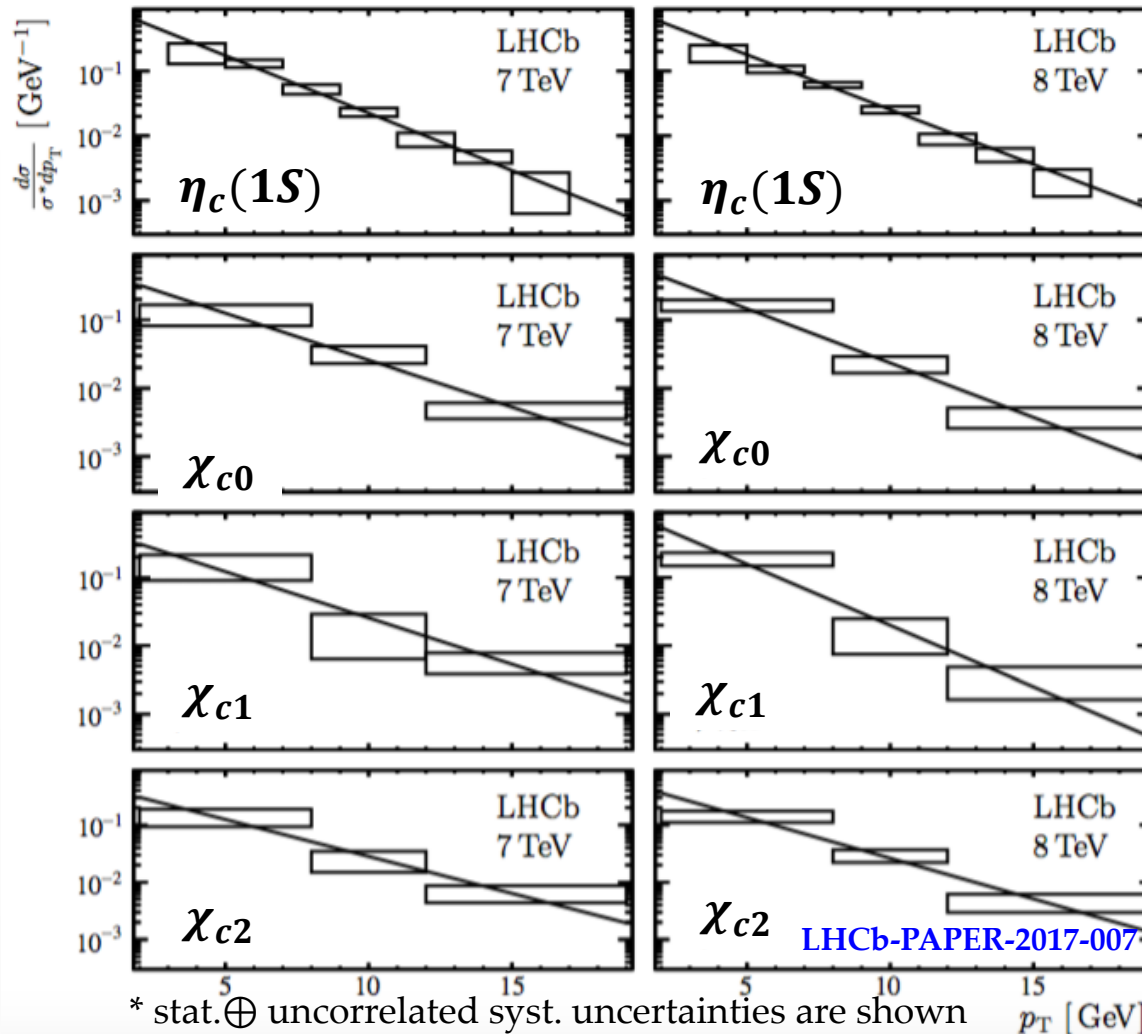 dσ/σ*dp_T [GeV⁻¹]
10⁻¹
10⁻²
10⁻³
LHCb
7 TeV
η_c(1S)
LHCb
8 TeV
η_c(1S)
10⁻¹
10⁻²
10⁻³
LHCb
7 TeV
χ_c0
LHCb
8 TeV
χ_c0
10⁻¹
10⁻²
10⁻³
LHCb
7 TeV
χ_c1
LHCb
8 TeV
χ_c1
10⁻¹
10⁻²
10⁻³
LHCb
7 TeV
χ_c2
LHCb
8 TeV
χ_c2
LHCb-PAPER-2017-007
5 10 15 5 10 15
* stat.⊕ uncorrelated syst. uncertainties are shown
p_T [GeV]